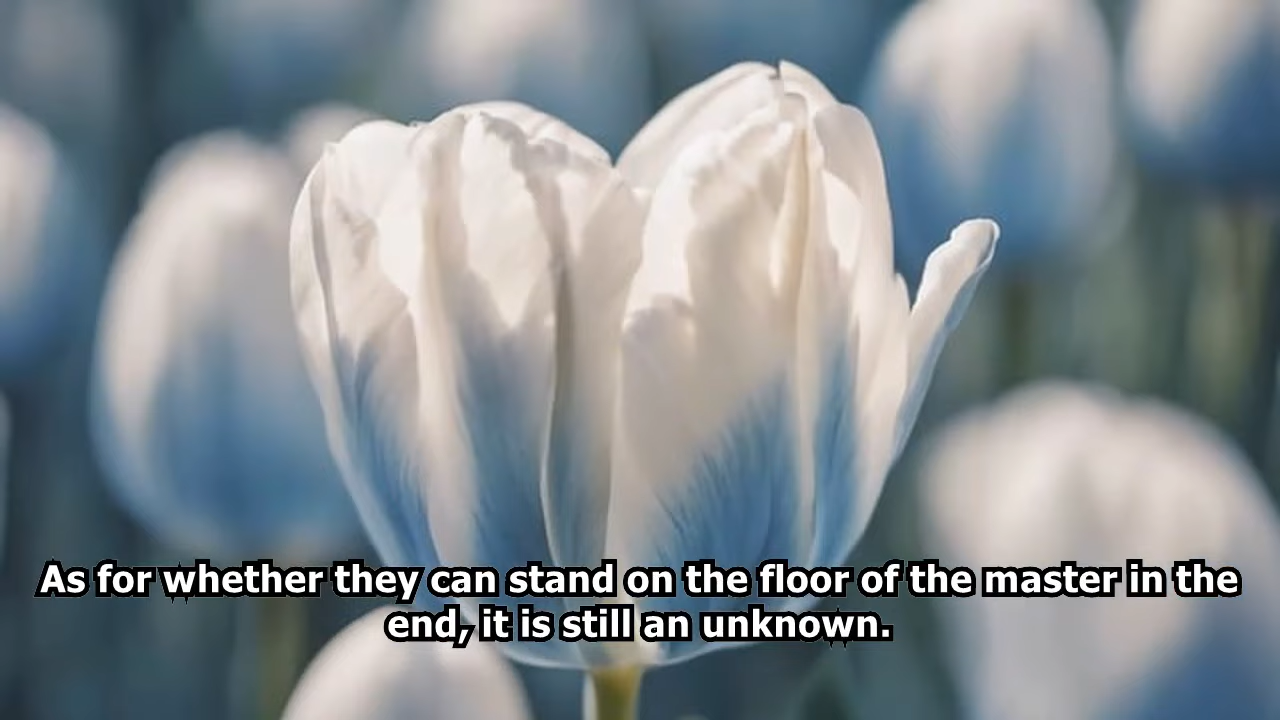 As for whether they can stand on the floor of the master in the
end, it is still an unknown.